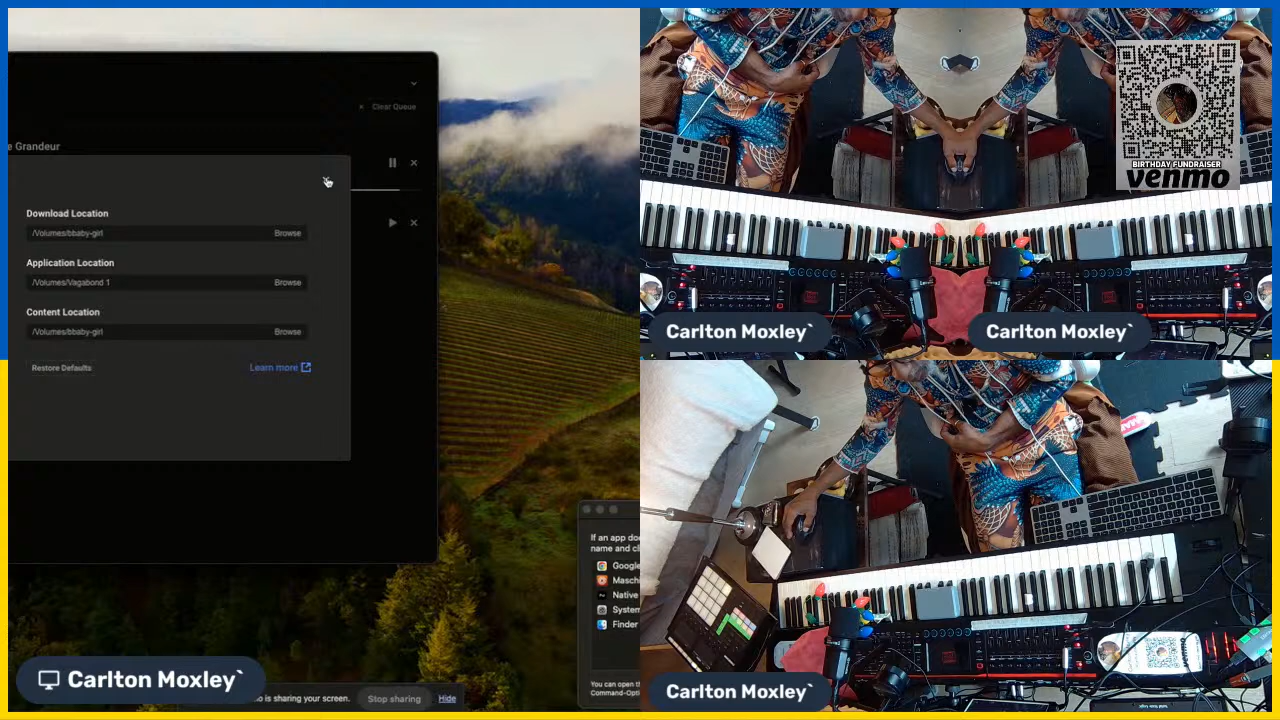 Clear Queue
e Grandeur
Download Location
/Volumes/bbaby-girl
Browse
Application Location
/Volumes/Vagabond 1
Browse
Content Location
/Volumes/bbaby-girl
Browse
Restore Defaults
Learn more
If an app doe
name and cli
Google
Maschi
Native
System
Finder
You can open th
Command-Opti
Carlton Moxley`
o is sharing your screen.
Stop sharing
Hide
BIRTHDAY FUNDRAISER
venmo
Carlton Moxley`
Carlton Moxley`
Carlton Moxley`